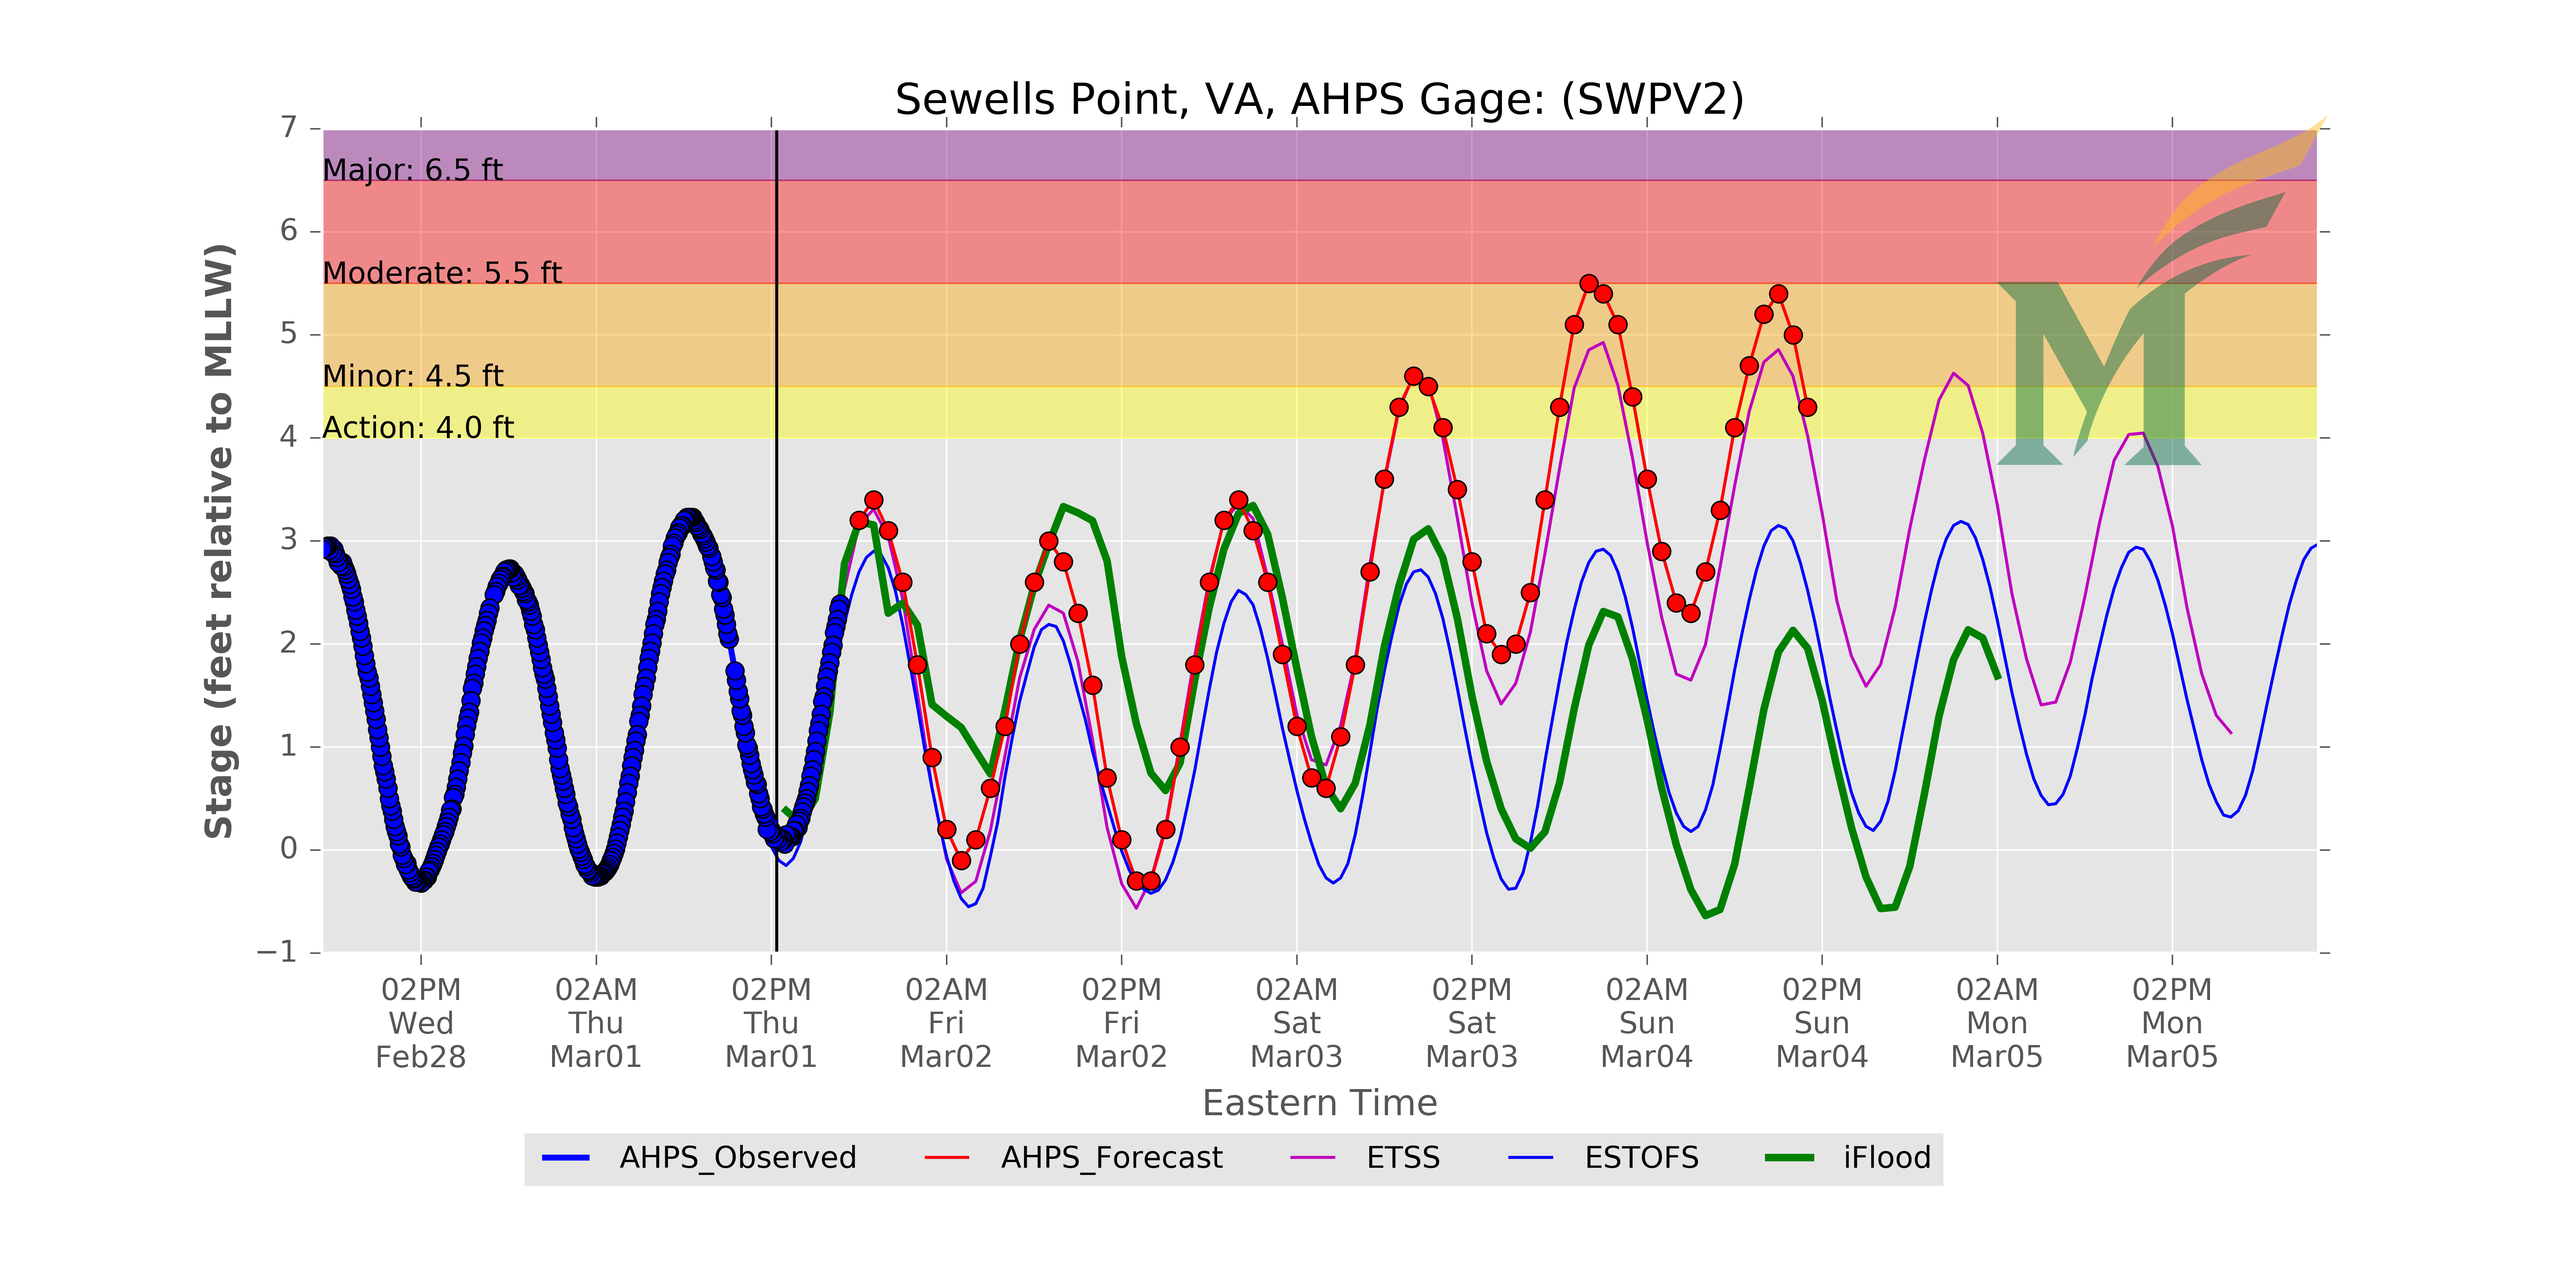 Sewells Point, VA, AHPS Gage: (SWPV2)
Stage (feet relative to MLLW)
7
6
5
4
3
2
1
0
−1
Major: 6.5 ft
Moderate: 5.5 ft
Minor: 4.5 ft
Action: 4.0 ft
M
02PM 02AM 02PM 02AM 02PM 02AM 02PM 02AM 02PM 02AM 02PM
Wed Thu Thu Fri Fri Sat Sat Sun Sun Mon Mon
Feb28 Mar01 Mar01 Mar02 Mar02 Mar03 Mar03 Mar04 Mar04 Mar05 Mar05
Eastern Time
AHPS_Observed AHPS_Forecast ETSS ESTOFS iFlood